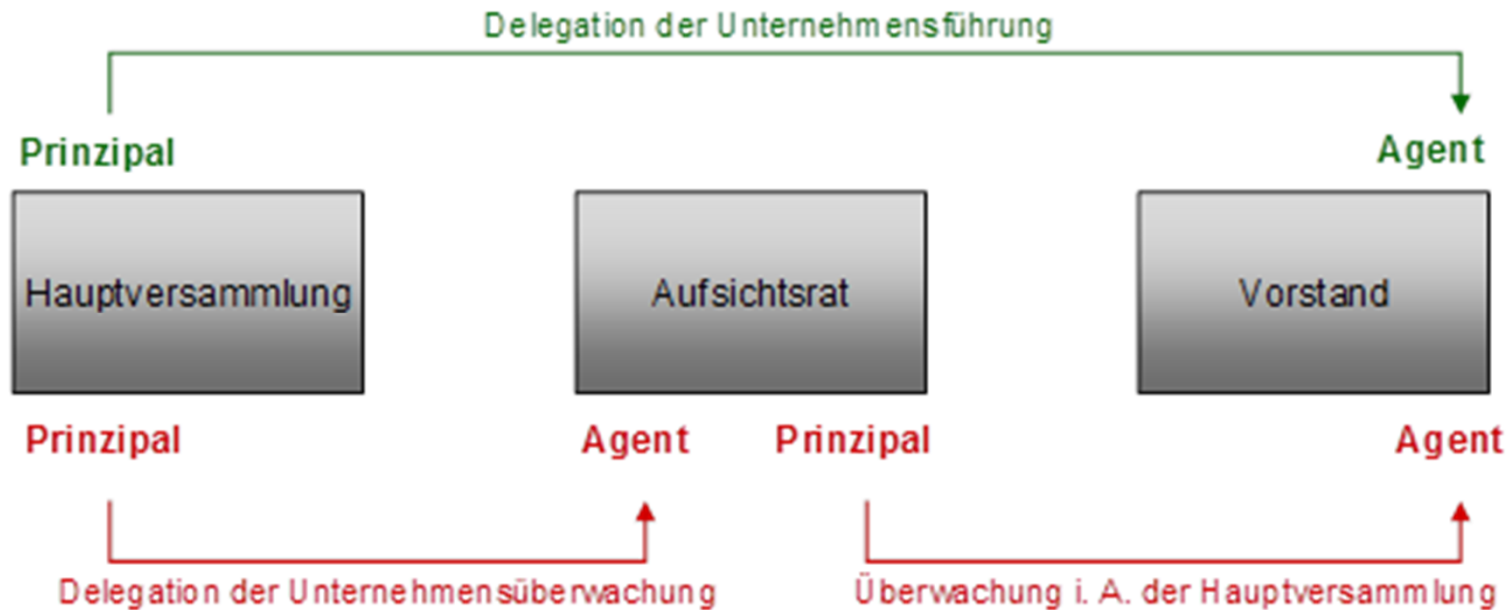 Delegation der Unternehmensführung
Prinzipal
Agent
Hauptversammlung
Aufsichtsrat
Vorstand
Prinzipal
Agent
Prinzipal
Agent
Delegation der Unternehmensüberwachung
Überwachung i. A. der Hauptversammlung